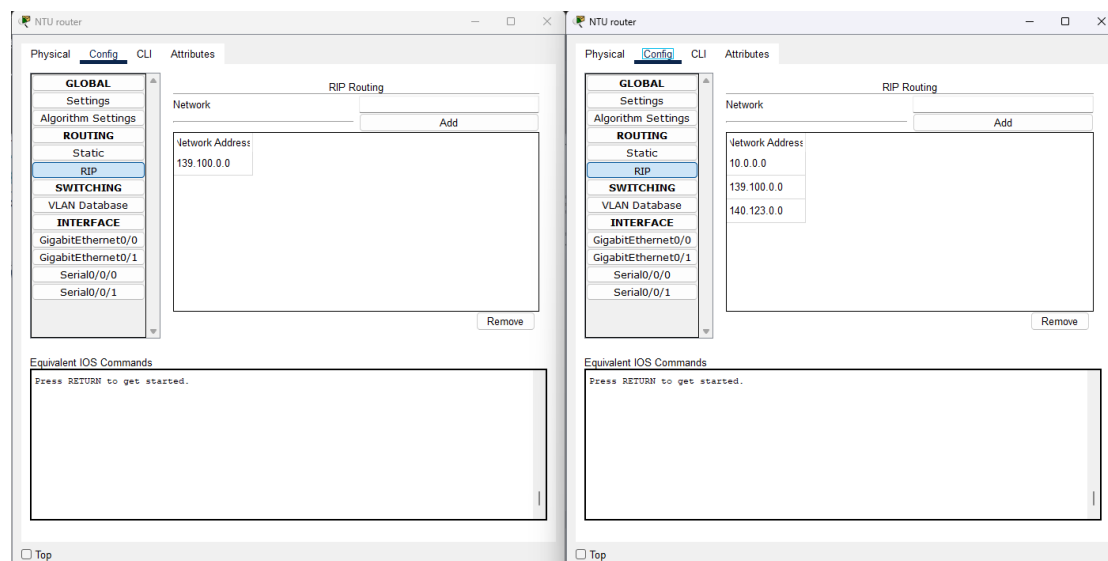 NTU router
Physical Config CLI Attributes
GLOBAL
Settings
Algorithm Settings
ROUTING
Static
RIP
SWITCHING
VLAN Database
INTERFACE
GigabitEthernet0/0
GigabitEthernet0/1
Serial0/0/0
Serial0/0/1
RIP Routing
Network
Add
Network Address
139.100.0.0
Remove
Equivalent IOS Commands
Press RETURN to get started.
Top
NTU router
Physical Config CLI Attributes
GLOBAL
Settings
Algorithm Settings
ROUTING
Static
RIP
SWITCHING
VLAN Database
INTERFACE
GigabitEthernet0/0
GigabitEthernet0/1
Serial0/0/0
Serial0/0/1
RIP Routing
Network
Add
Network Address
10.0.0.0
139.100.0.0
140.123.0.0
Remove
Equivalent IOS Commands
Press RETURN to get started.
Top